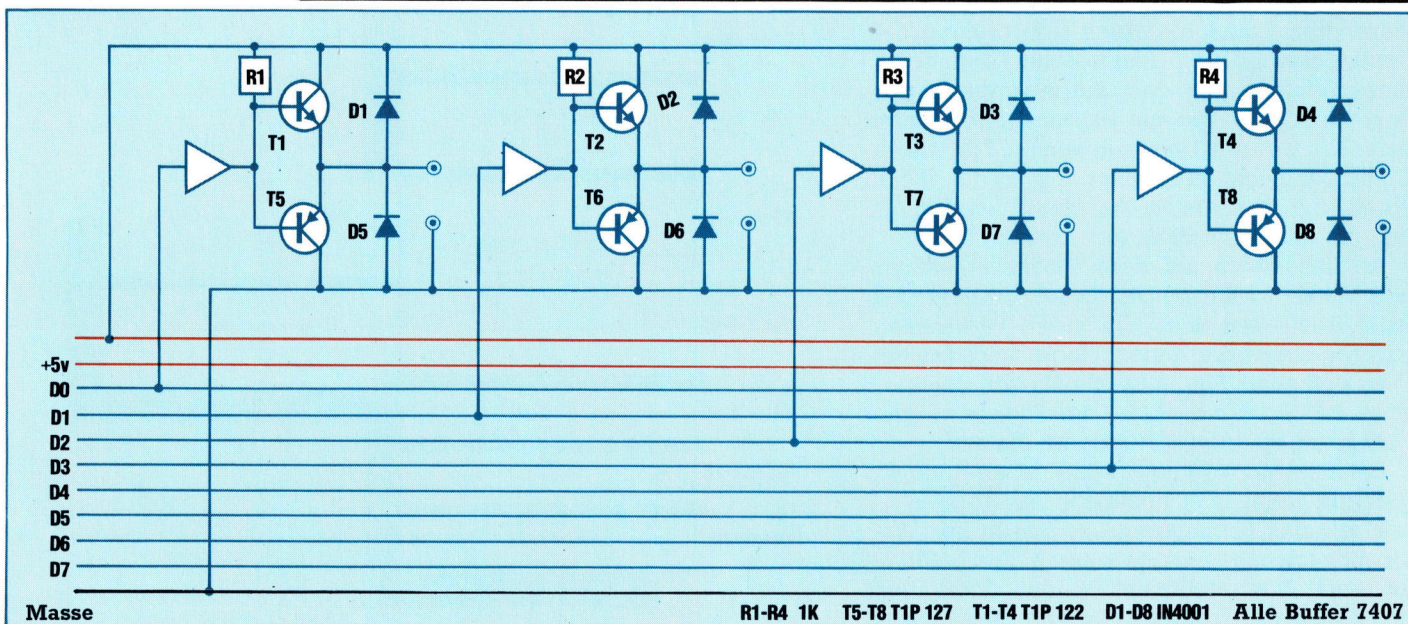 R1
R2
R3
R4
D1
D2
D3
D4
T1
T2
T3
T4
T5
T6
T7
T8
D5
D6
D7
D8
+5v
D0
D1
D2
D3
D4
D5
D6
D7
Masse
R1-R4 1K T5-T8 T1P 127 T1-T4 T1P 122 D1-D8 IN4001 Alle Buffer 7407